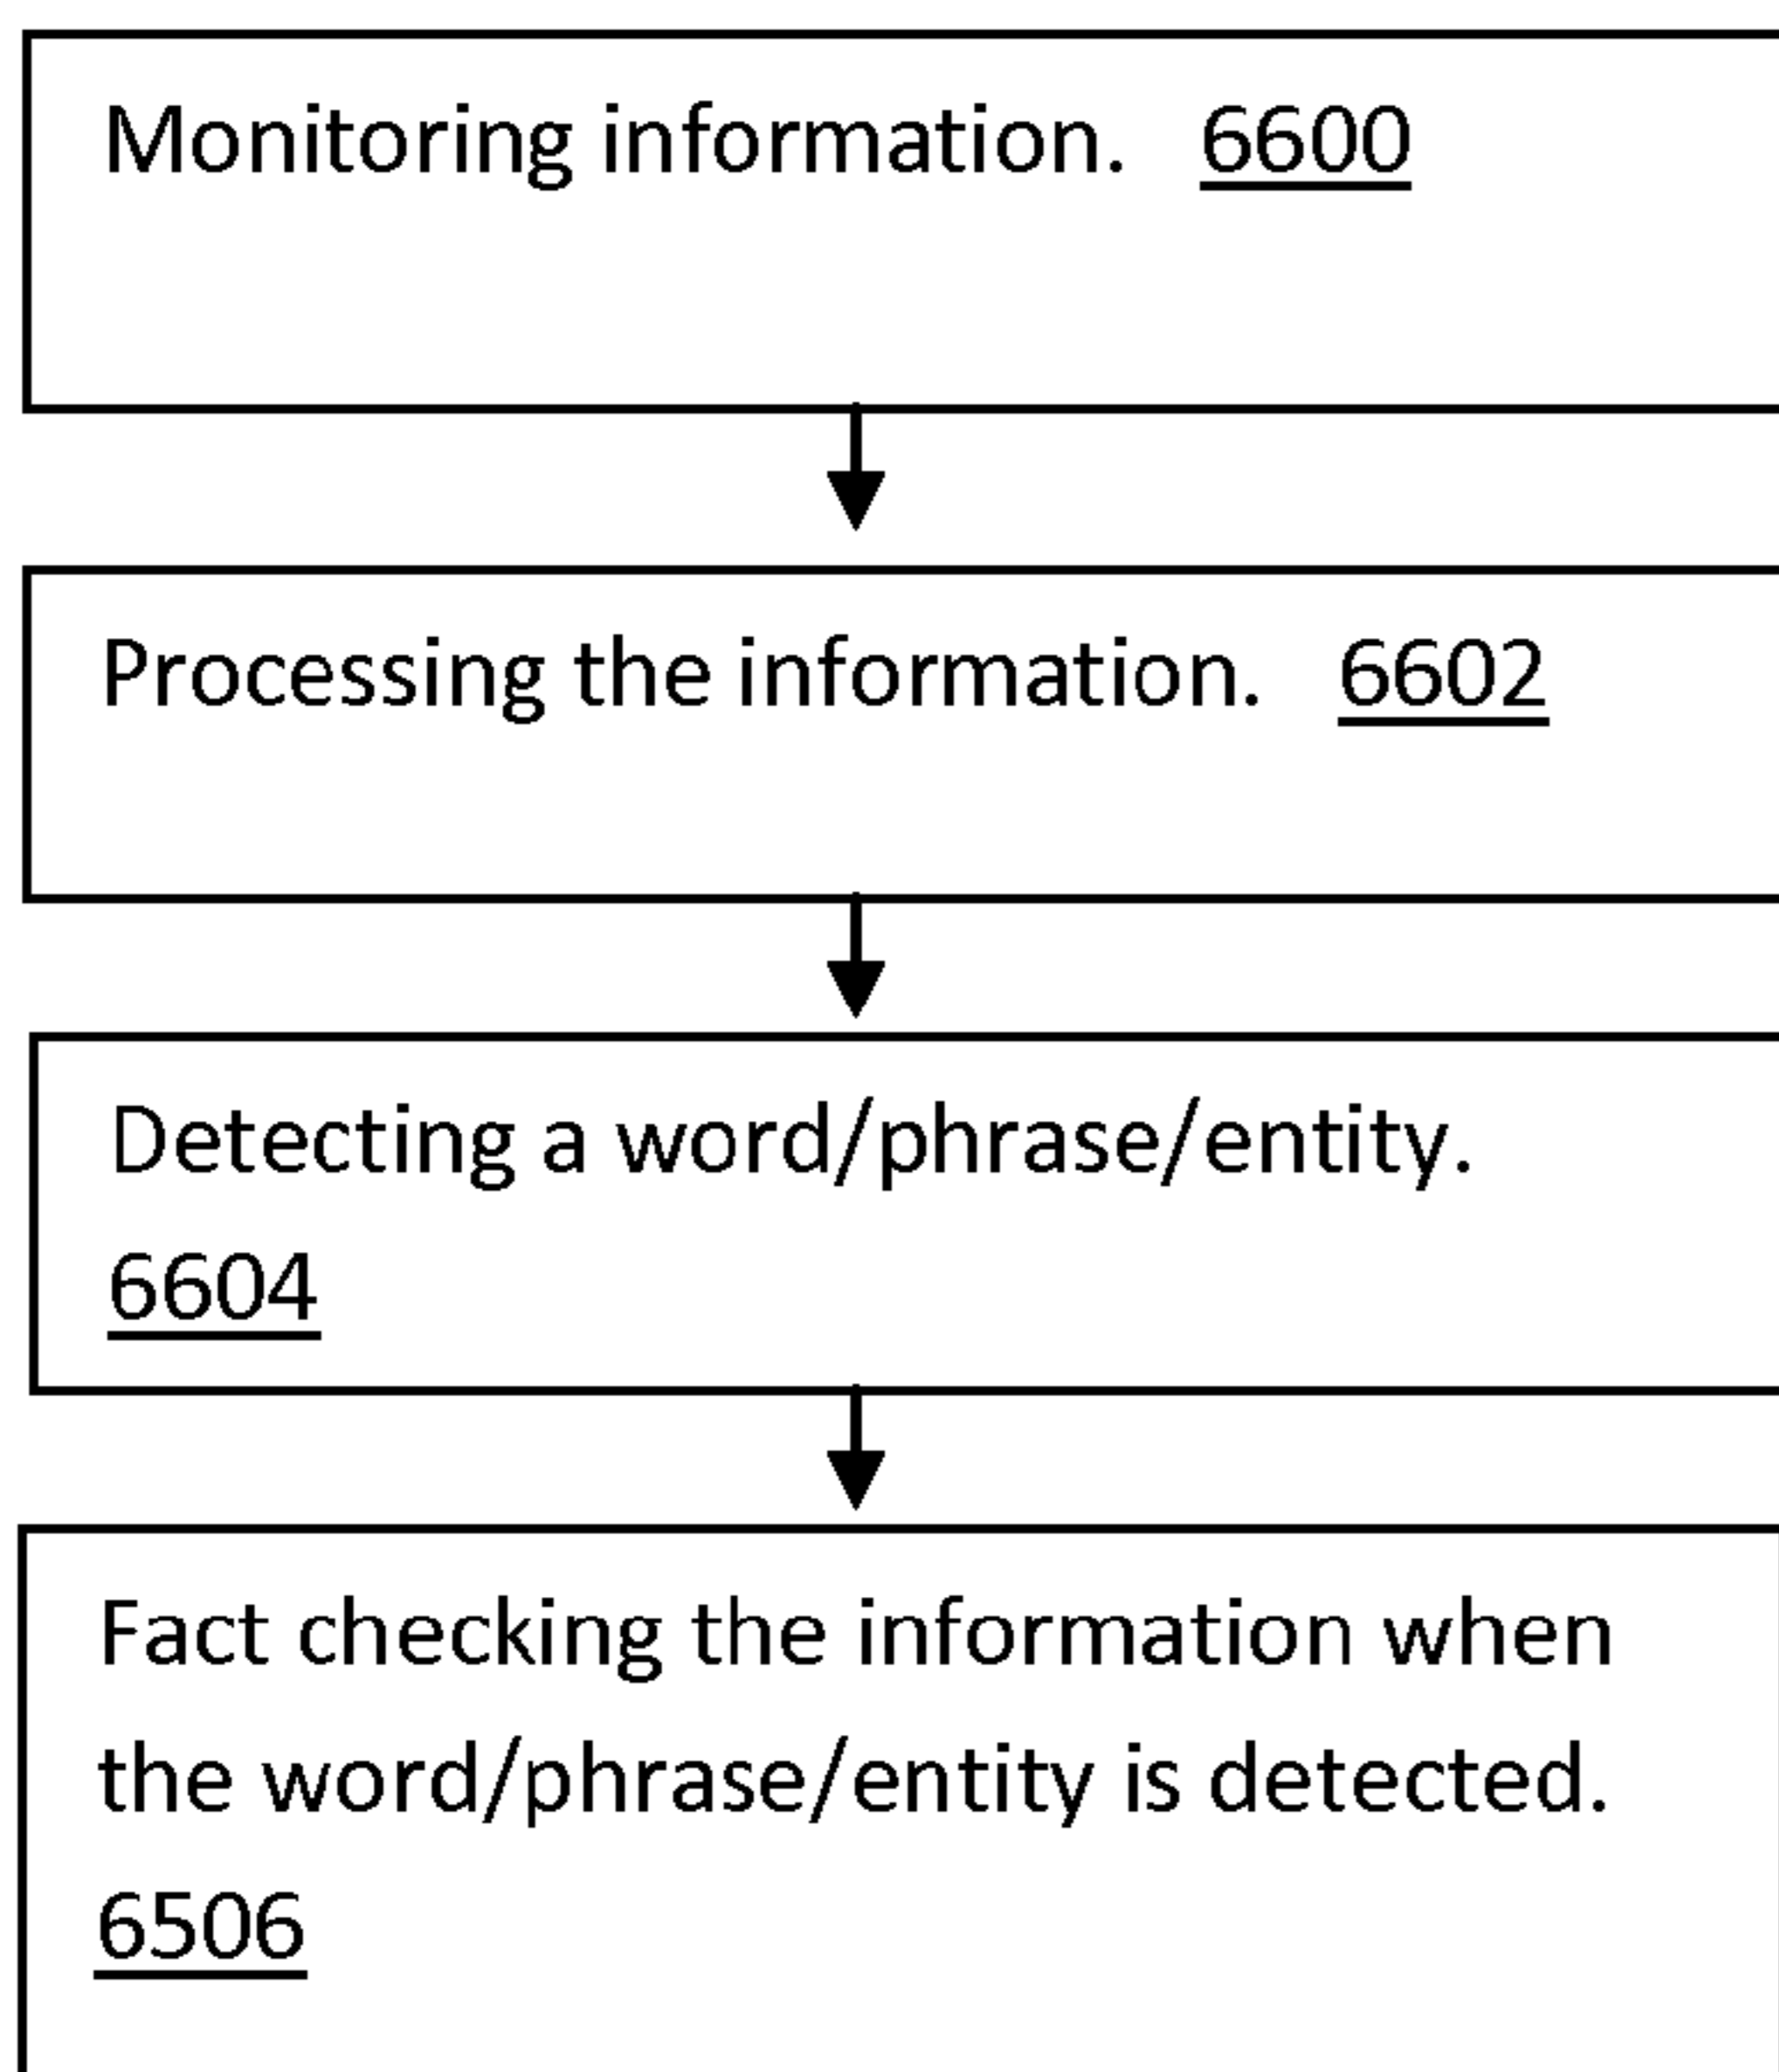 Monitoring information. 6600
Processing the information. 6602
Detecting a word/phrase/entity.
6604
Fact checking the information when
the word/phrase/entity is detected.
6506